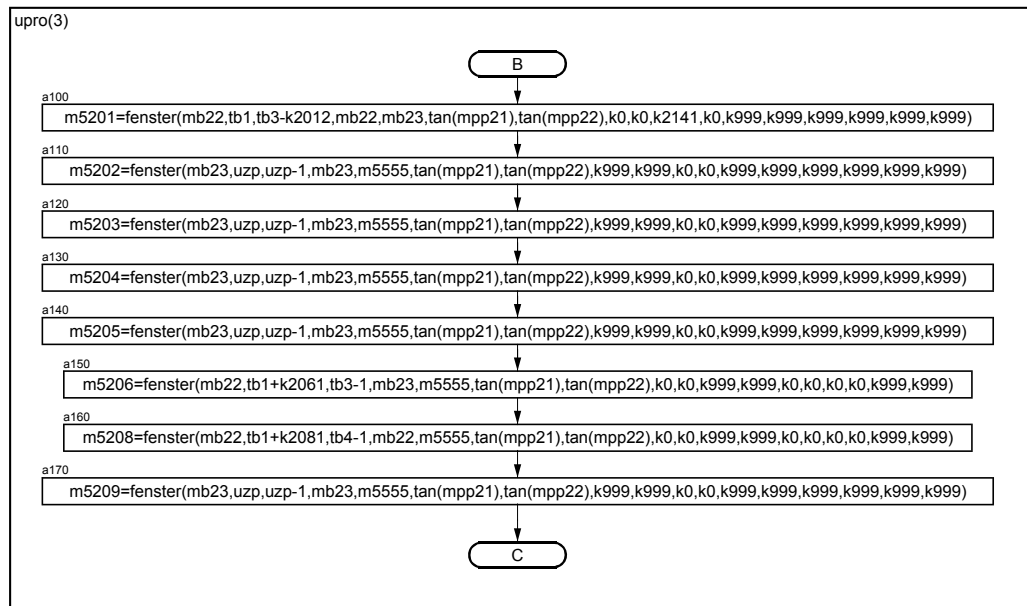 upro(3)
B
a100
m5201=fenster(mb22,tb1,tb3-k2012,mb22,mb23,tan(mpp21),tan(mpp22),k0,k0,k2141,k0,k999,k999,k999,k999,k999,k999)
a110
m5202=fenster(mb23,uzp,uzp-1,mb23,m5555,tan(mpp21),tan(mpp22),k999,k999,k0,k0,k999,k999,k999,k999,k999,k999)
a120
m5203=fenster(mb23,uzp,uzp-1,mb23,m5555,tan(mpp21),tan(mpp22),k999,k999,k0,k0,k999,k999,k999,k999,k999,k999)
a130
m5204=fenster(mb23,uzp,uzp-1,mb23,m5555,tan(mpp21),tan(mpp22),k999,k999,k0,k0,k999,k999,k999,k999,k999,k999)
a140
m5205=fenster(mb23,uzp,uzp-1,mb23,m5555,tan(mpp21),tan(mpp22),k999,k999,k0,k0,k999,k999,k999,k999,k999,k999)
a150
m5206=fenster(mb22,tb1+k2061,tb3-1,mb23,m5555,tan(mpp21),tan(mpp22),k0,k0,k999,k999,k0,k0,k0,k0,k999,k999)
a160
m5208=fenster(mb22,tb1+k2081,tb4-1,mb22,m5555,tan(mpp21),tan(mpp22),k0,k0,k999,k999,k0,k0,k0,k0,k999,k999)
a170
m5209=fenster(mb23,uzp,uzp-1,mb23,m5555,tan(mpp21),tan(mpp22),k999,k999,k0,k0,k999,k999,k999,k999,k999,k999)
C